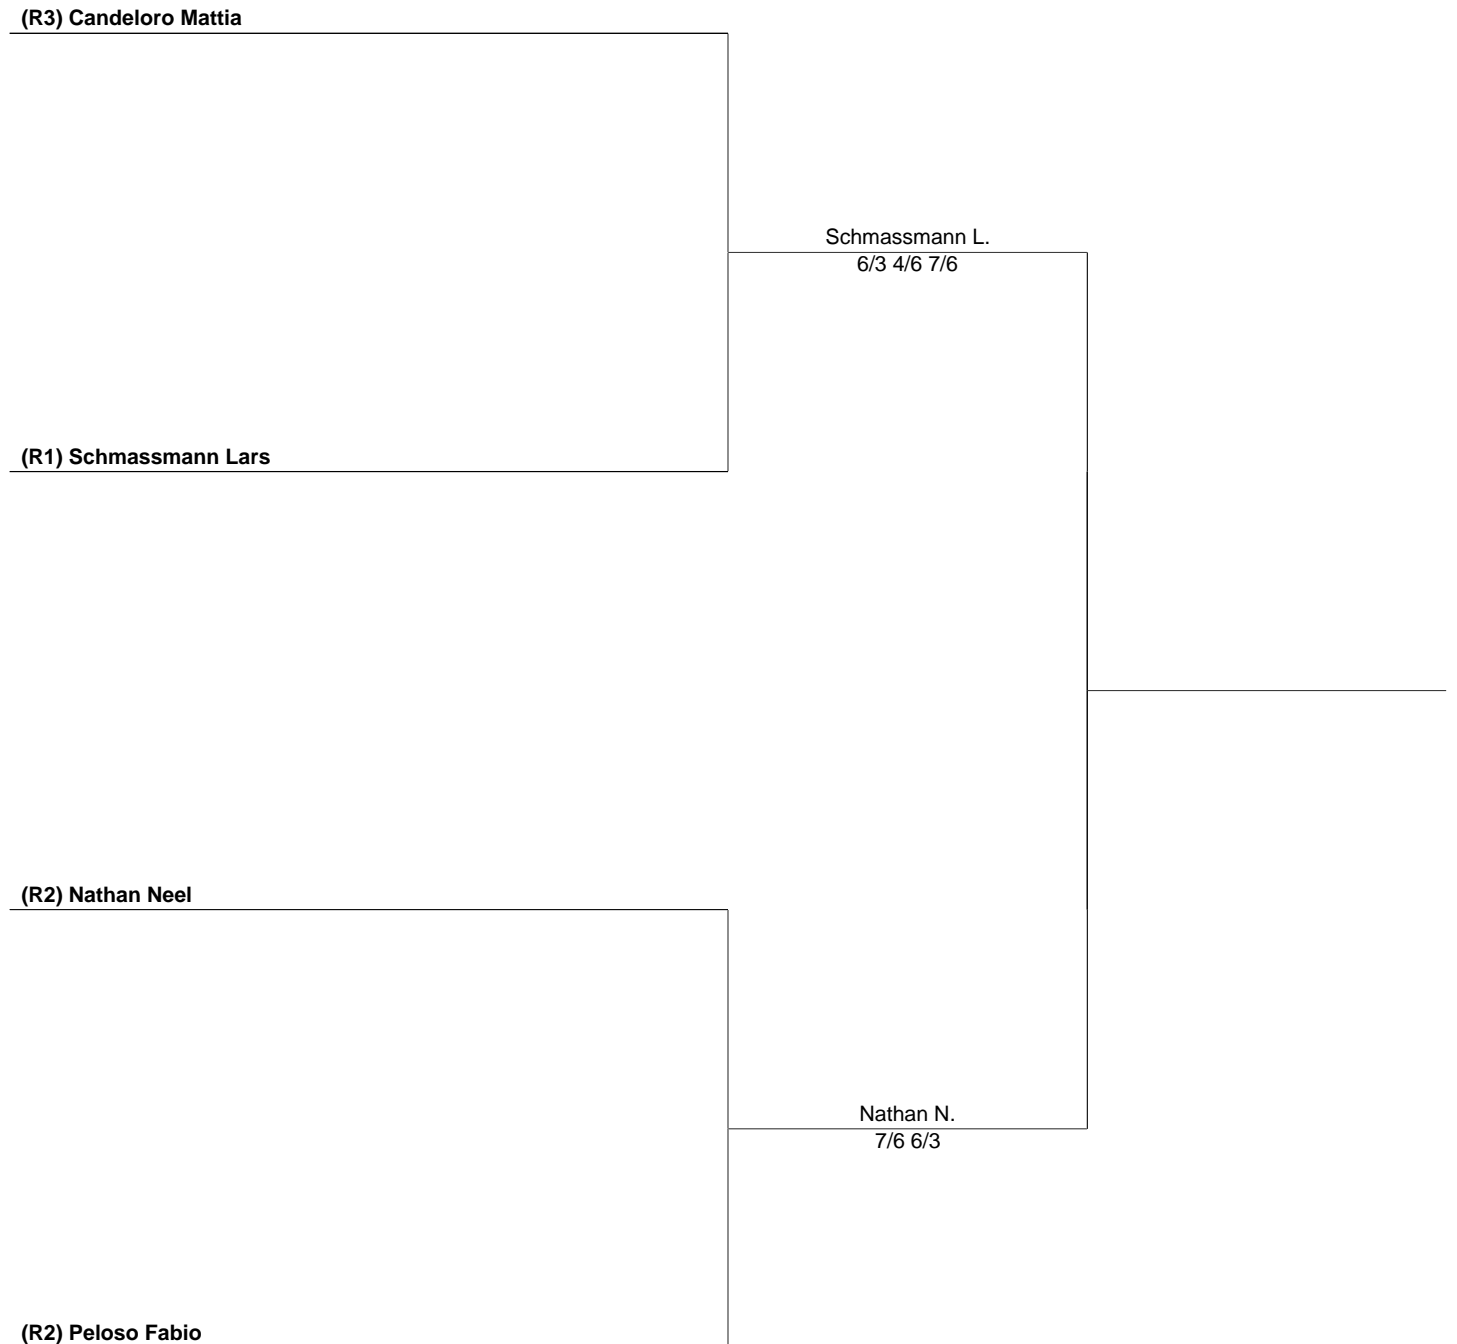 (R3) Candeloro Mattia
Schmassmann L.
6/3 4/6 7/6
(R1) Schmassmann Lars
(R2) Nathan Neel
Nathan N.
7/6 6/3
(R2) Peloso Fabio